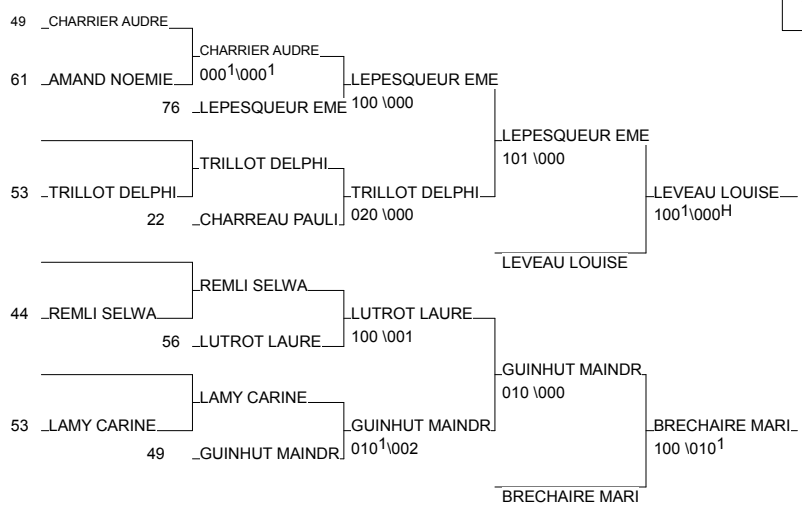 49 CHARRIER AUDRE
CHARRIER AUDRE
000¹\000¹
61 AMAND NOEMIE
LEPESQUEUR EME
100 \000
76 LEPESQUEUR EME
LEPESQUEUR EME
101 \000
TRILLOT DELPHI
53 TRILLOT DELPHI
TRILLOT DELPHI
020 \000
LEVEAU LOUISE
100¹\000ᴴ
22 CHARREAU PAULI
LEVEAU LOUISE
REMLI SELWA
44 REMLI SELWA
LUTROT LAURE
100 \001
56 LUTROT LAURE
GUINHUT MAINDR
010 \000
LAMY CARINE
53 LAMY CARINE
GUINHUT MAINDR
010¹\002
BRECHAIRE MARI
100 \010¹
49 GUINHUT MAINDR
BRECHAIRE MARI